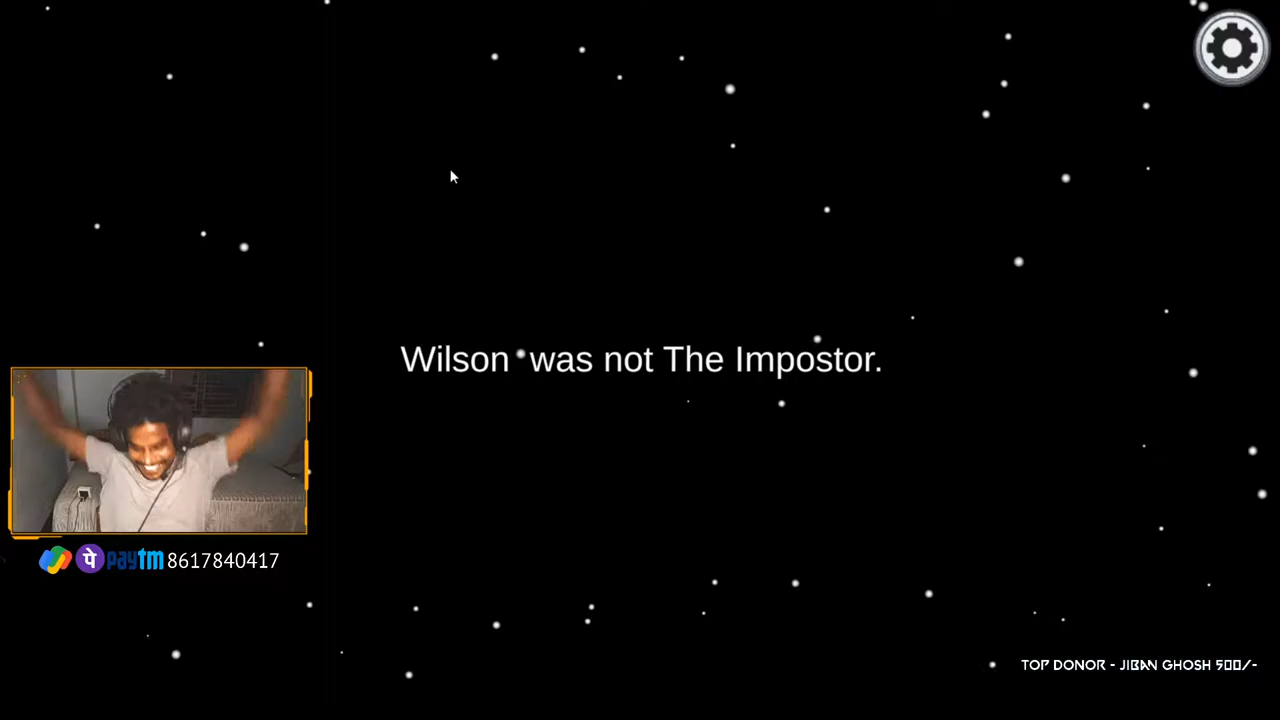 Wilson was not The Impostor.
पे paytm 8617840417
TOP DONOR - JIBAN GHOSH 500/-